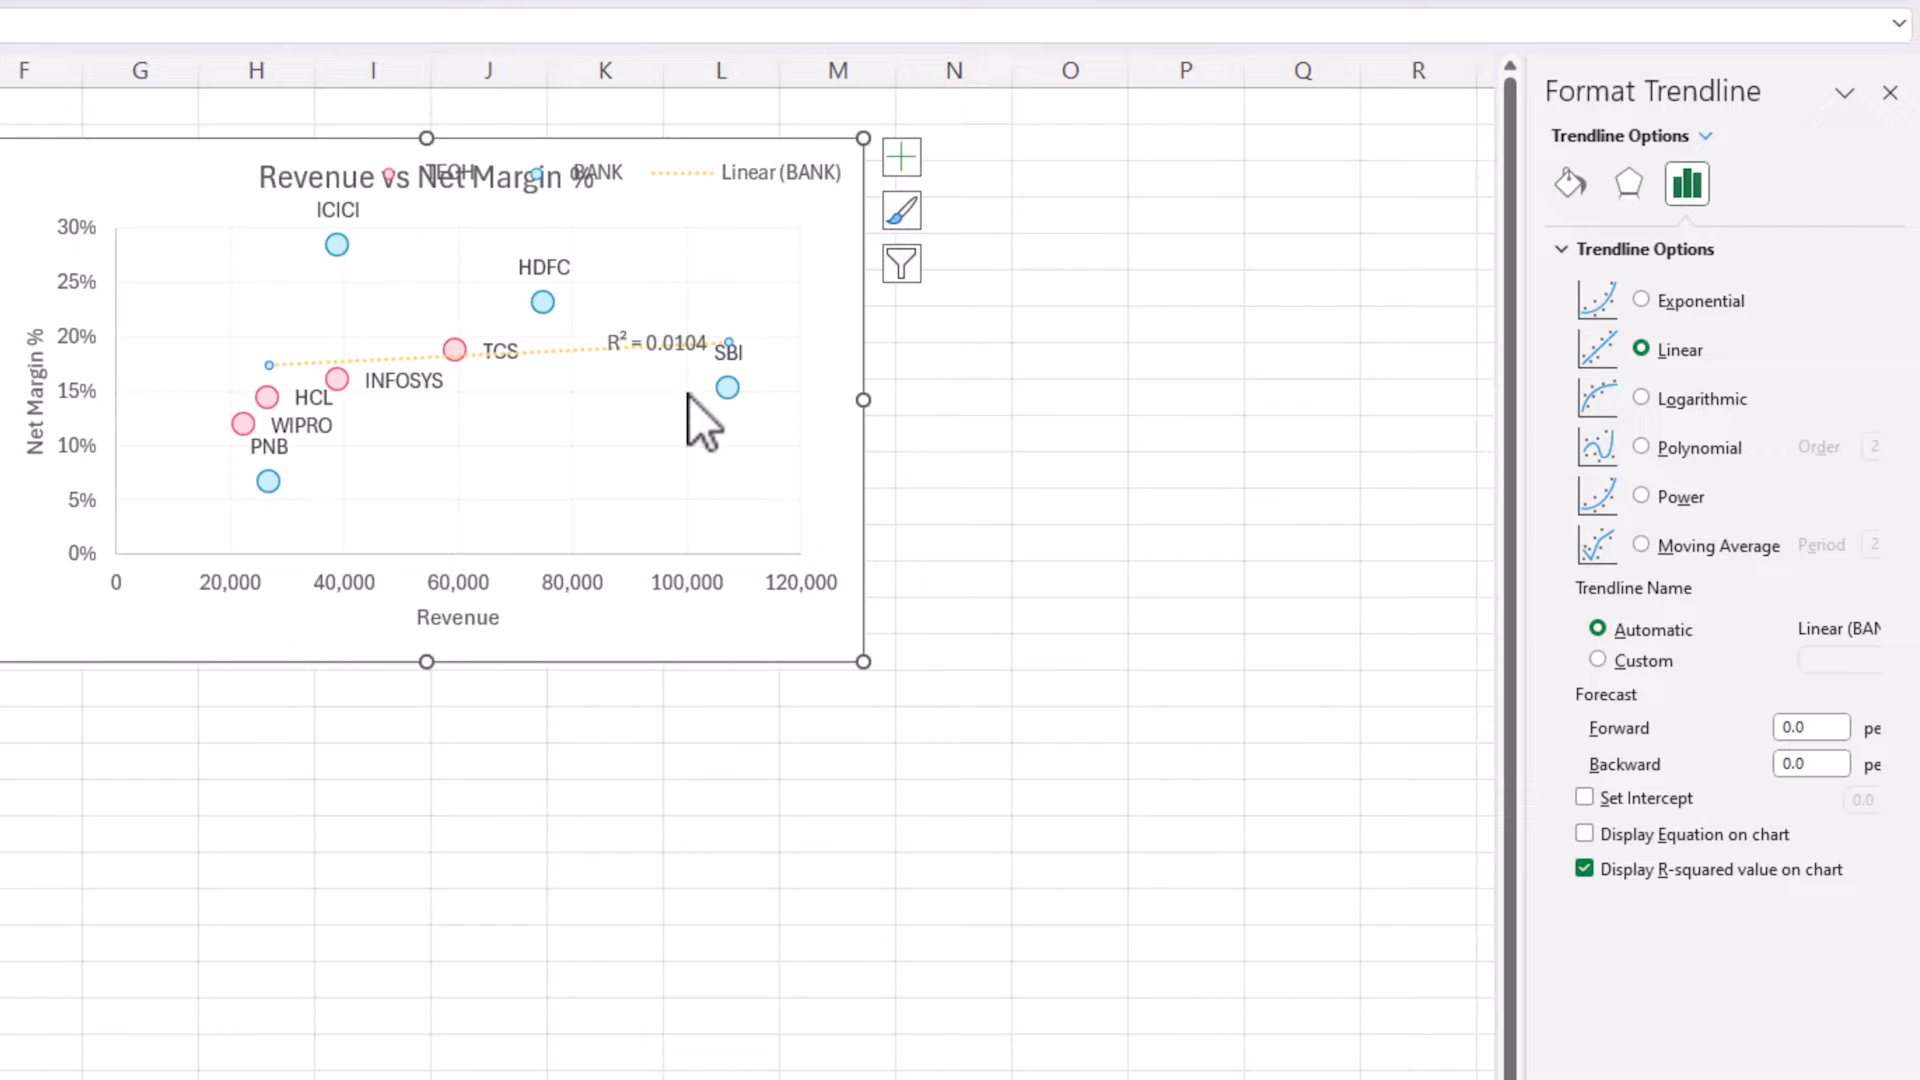 F G H I J K L M N O P Q R
Revenue vs Net Margin %
TECH BANK Linear (BANK)
ICICI
HDFC
R² = 0.0104
SBI
TCS
INFOSYS
HCL
WIPRO
PNB
Net Margin %
30%
25%
20%
15%
10%
5%
0%
0 20,000 40,000 60,000 80,000 100,000 120,000
Revenue
Format Trendline
Trendline Options
Trendline Options
Exponential
Linear
Logarithmic
Polynomial Order 2
Power
Moving Average Period 2
Trendline Name
Automatic Linear (BAN
Custom
Forecast
Forward 0.0 pe
Backward 0.0 pe
Set Intercept 0.0
Display Equation on chart
Display R-squared value on chart